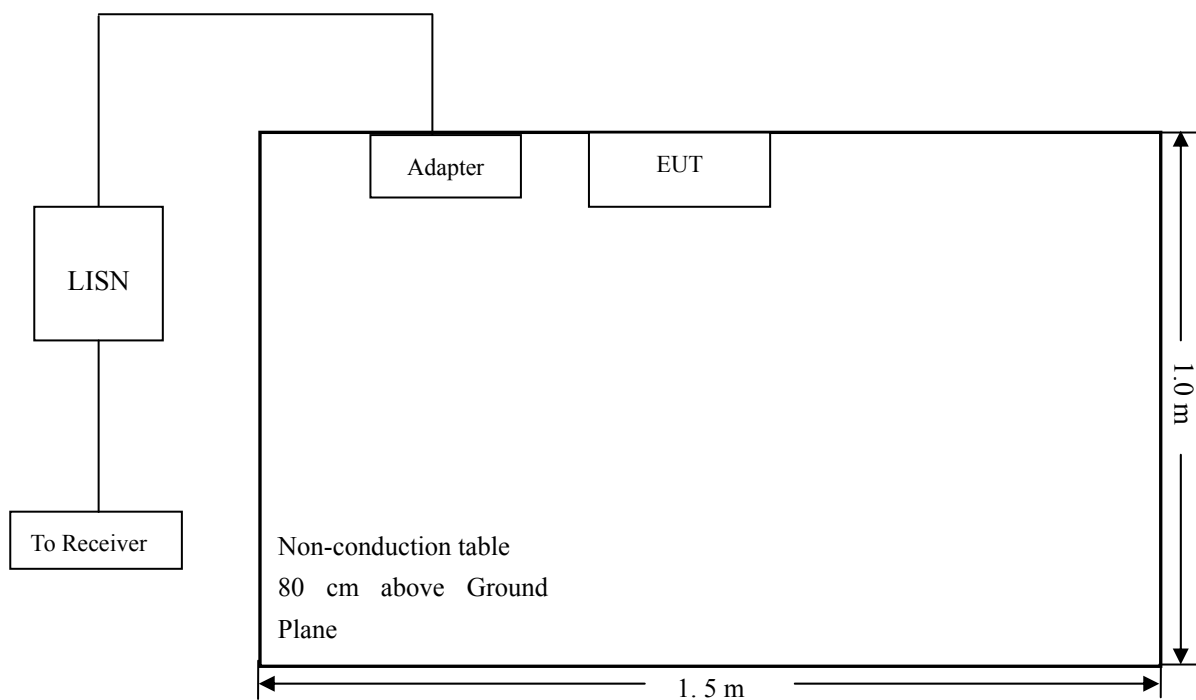 Adapter
EUT
LISN
To Receiver
Non-conduction table
80 cm above Ground
Plane
1.0 m
1. 5 m